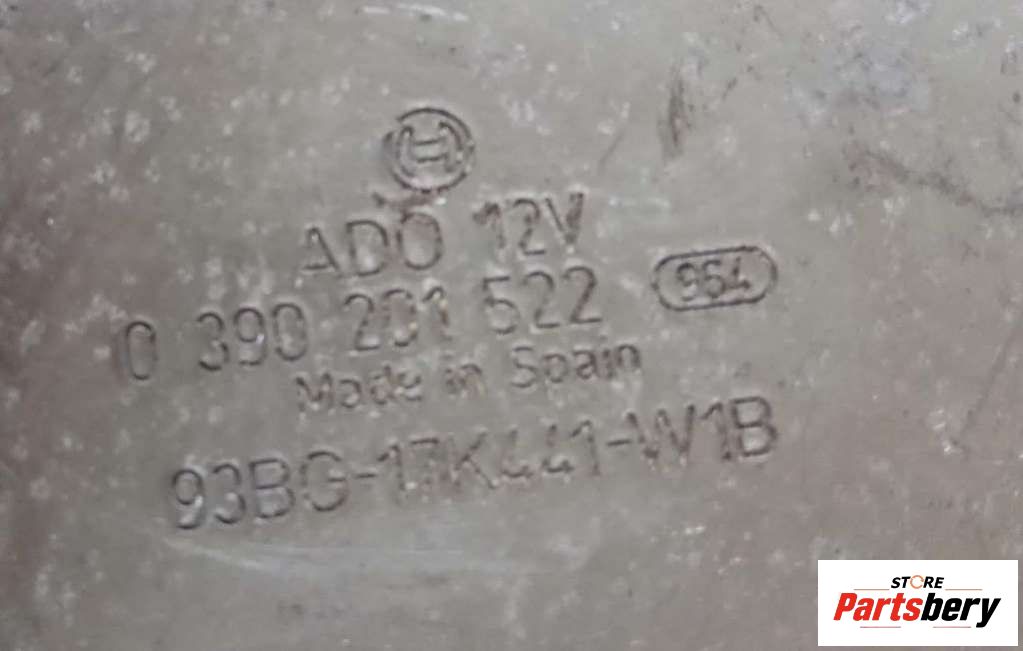 ADO 12V
0 390 201 522 964
Made in Spain
93BG-17K441-W1B
STORE
Partsbery